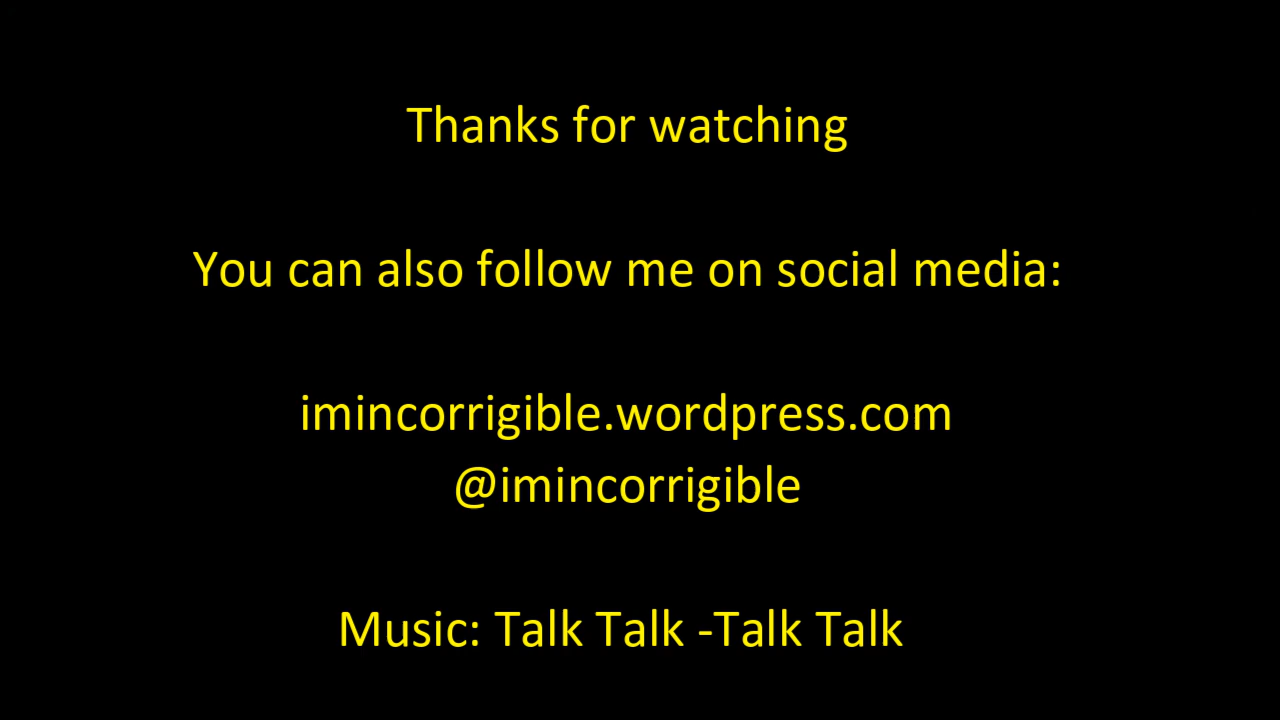 Thanks for watching
You can also follow me on social media:
imincorrigible.wordpress.com
@imincorrigible
Music: Talk Talk -Talk Talk